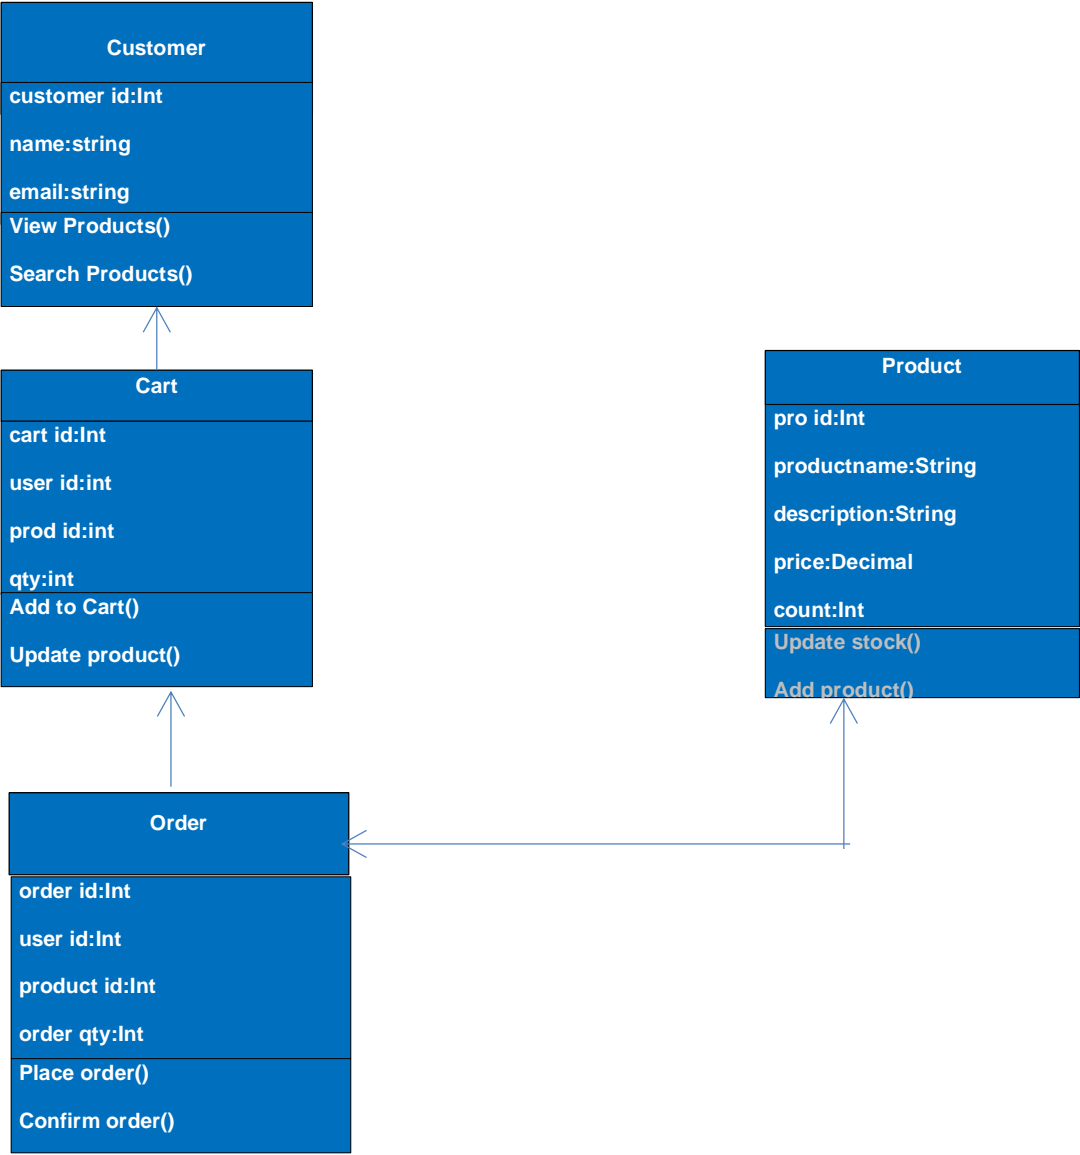 Customer
customer id:Int
name:string
email:string
View Products()
Search Products()
Cart
cart id:Int
user id:int
prod id:int
qty:int
Add to Cart()
Update product()
Product
pro id:Int
productname:String
description:String
price:Decimal
count:Int
Update stock()
Add product()
Order
order id:Int
user id:Int
product id:Int
order qty:Int
Place order()
Confirm order()